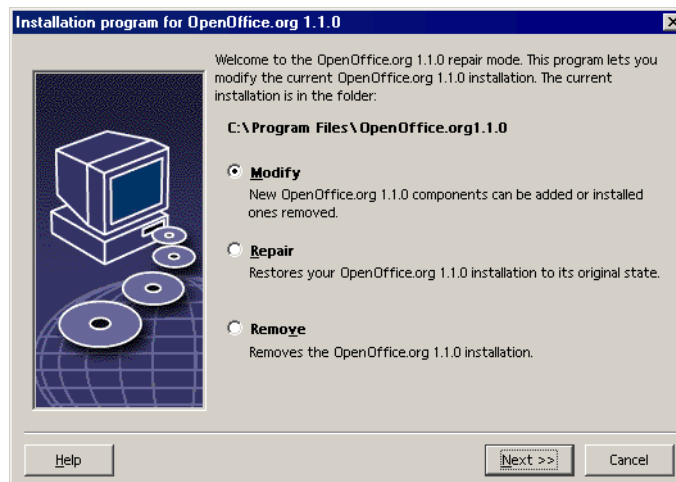 Installation program for OpenOffice.org 1.1.0
Welcome to the OpenOffice.org 1.1.0 repair mode. This program lets you
modify the current OpenOffice.org 1.1.0 installation. The current
installation is in the folder:
C:\Program Files\OpenOffice.org1.1.0
Modify
New OpenOffice.org 1.1.0 components can be added or installed
ones removed.
Repair
Restores your OpenOffice.org 1.1.0 installation to its original state.
Remove
Removes the OpenOffice.org 1.1.0 installation.
Help
Next >>
Cancel